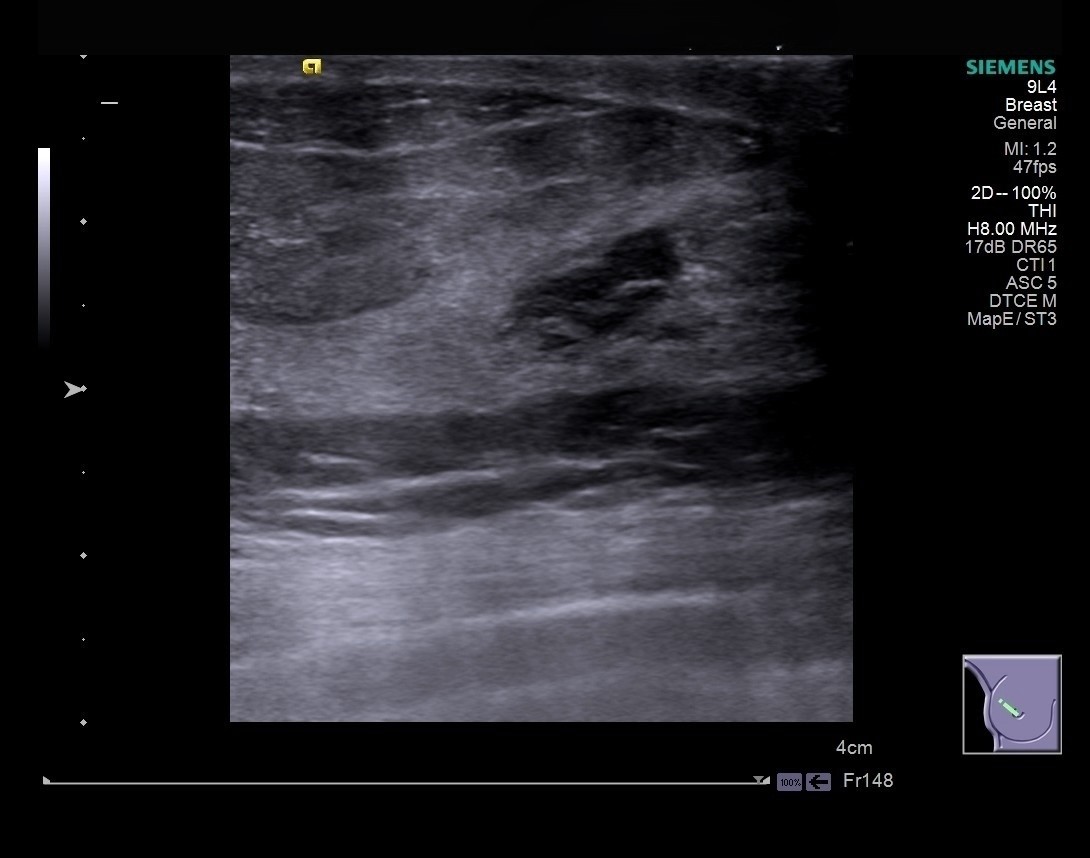 SIEMENS
9L4
Breast
General
MI: 1.2
47fps
2D--100%
THI
H8.00 MHz
17dB DR65
CTI 1
ASC 5
DTCE M
MapE / ST3
4cm
100%
Fr148